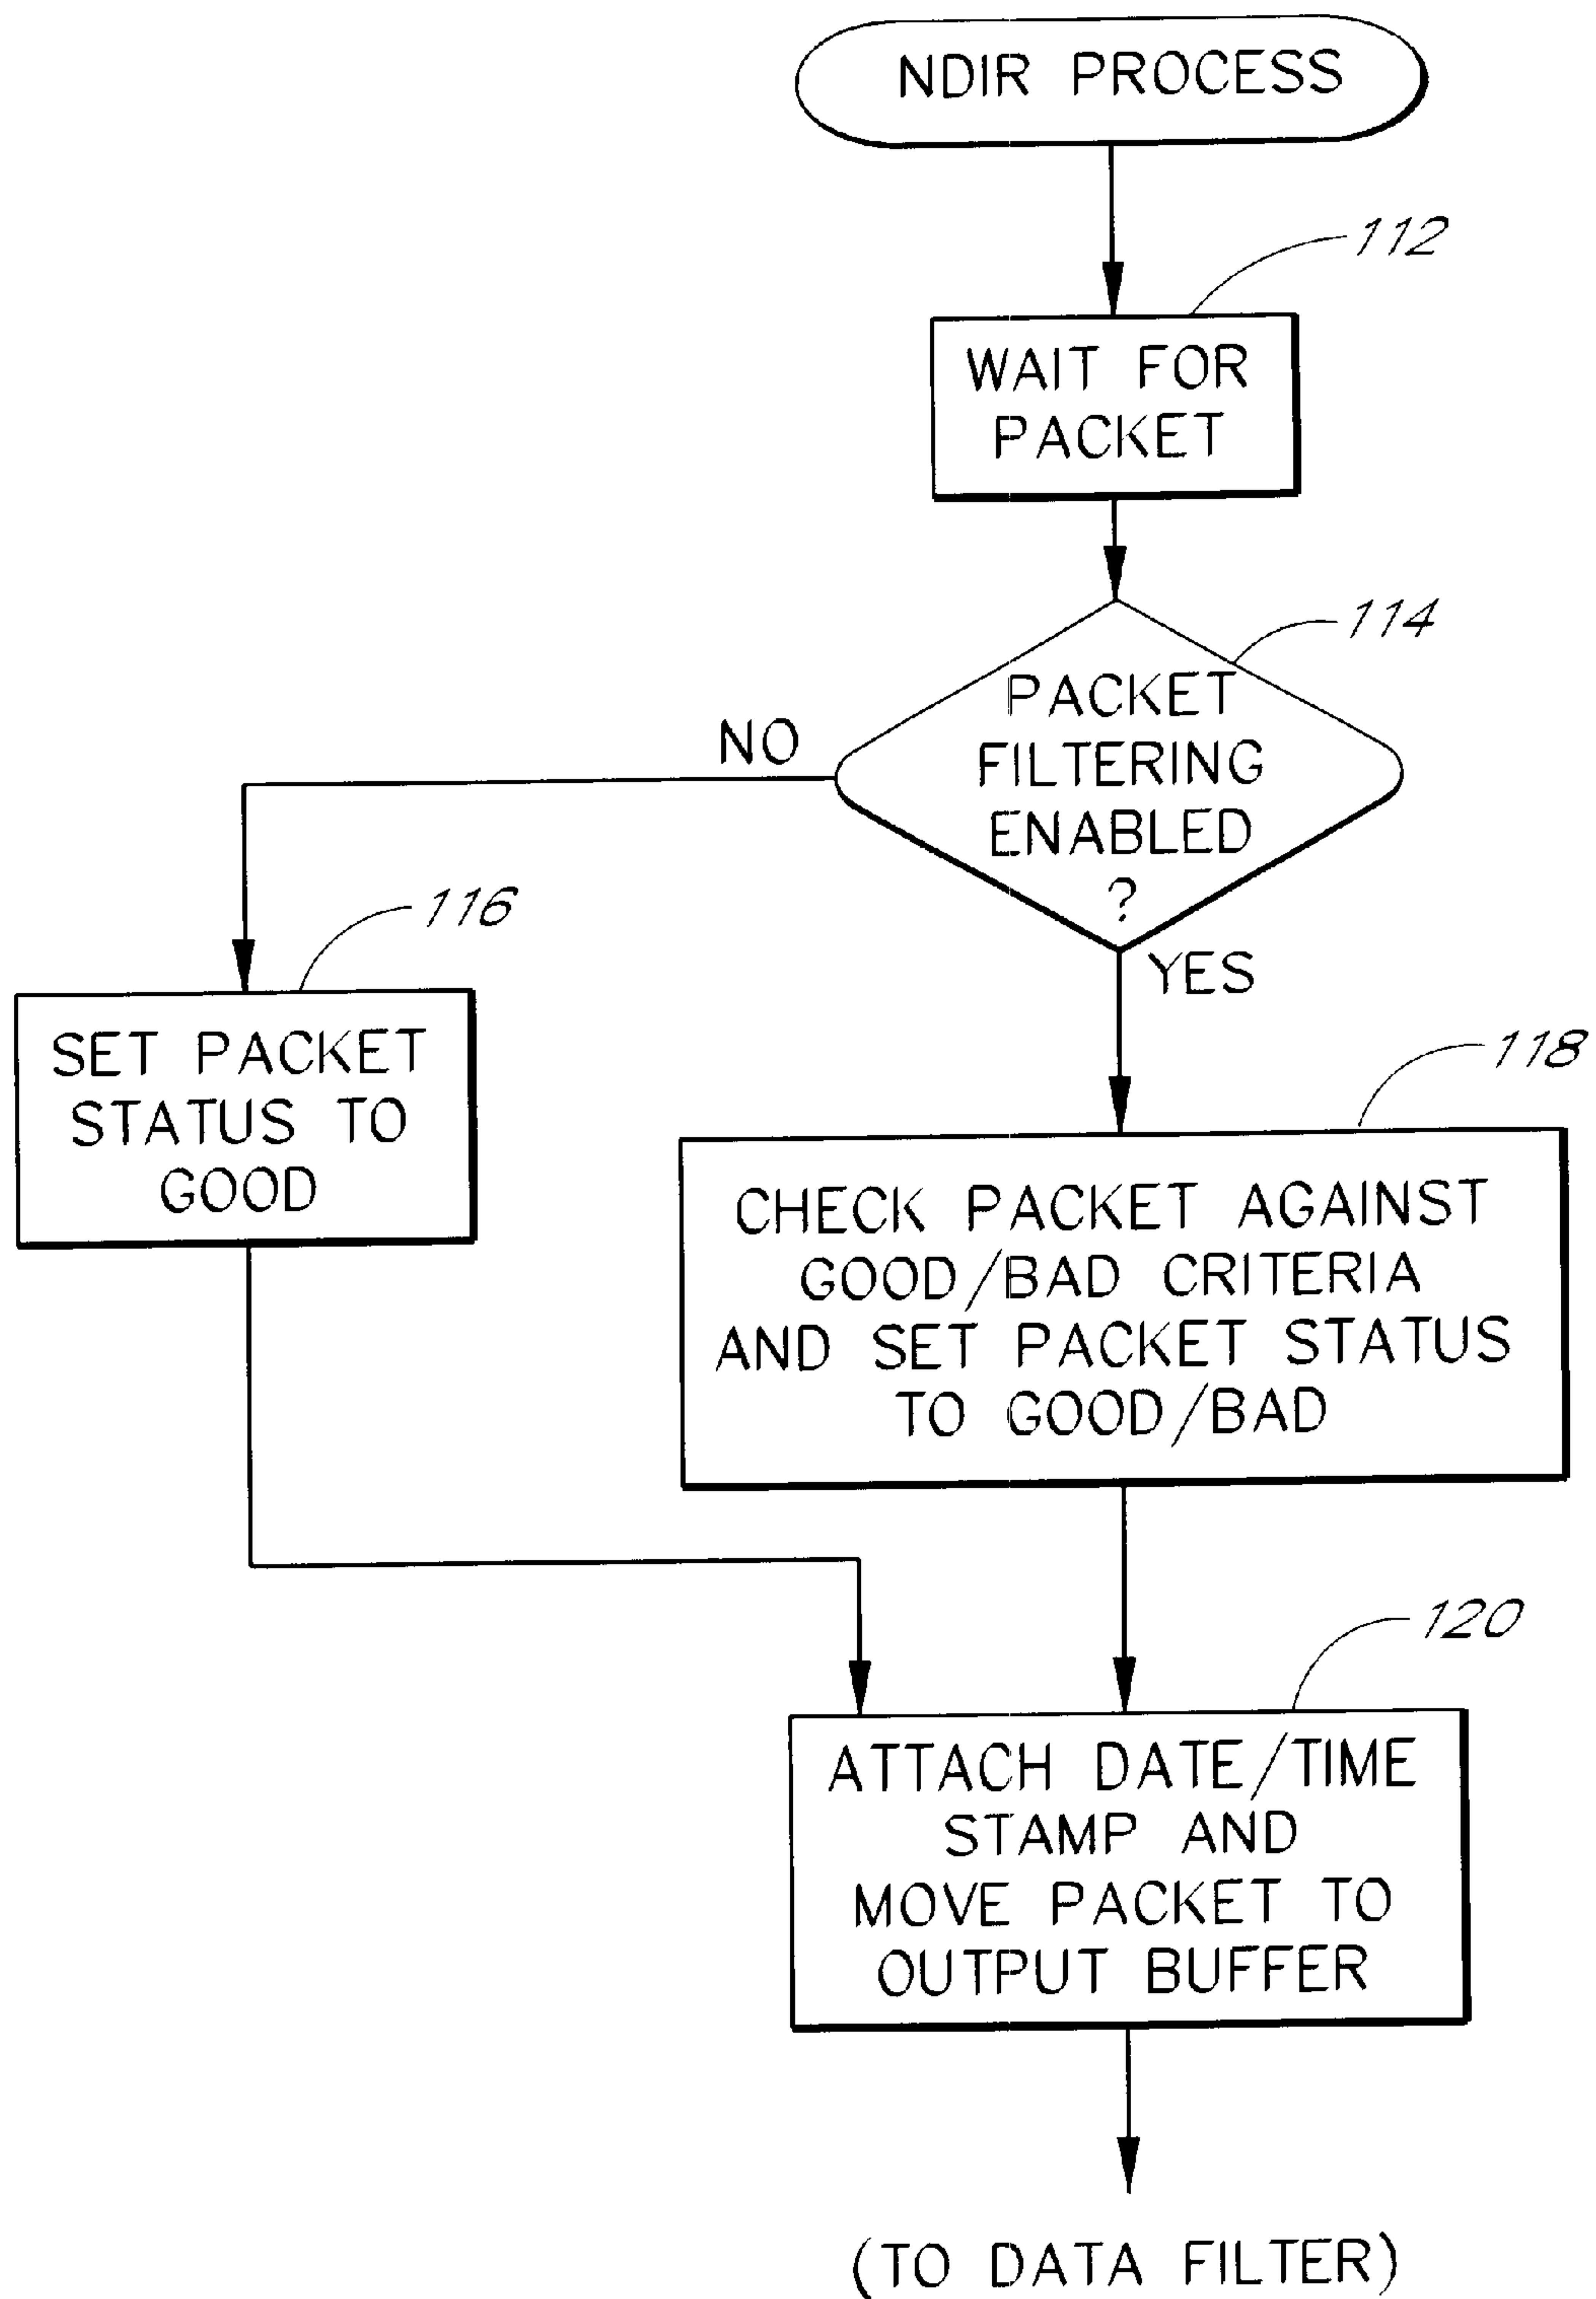 NDIR PROCESS
112
WAIT FOR
PACKET
114
PACKET
FILTERING
ENABLED
?
NO
YES
116
SET PACKET
STATUS TO
GOOD
118
CHECK PACKET AGAINST
GOOD/BAD CRITERIA
AND SET PACKET STATUS
TO GOOD/BAD
120
ATTACH DATE/TIME
STAMP AND
MOVE PACKET TO
OUTPUT BUFFER
(TO DATA FILTER)